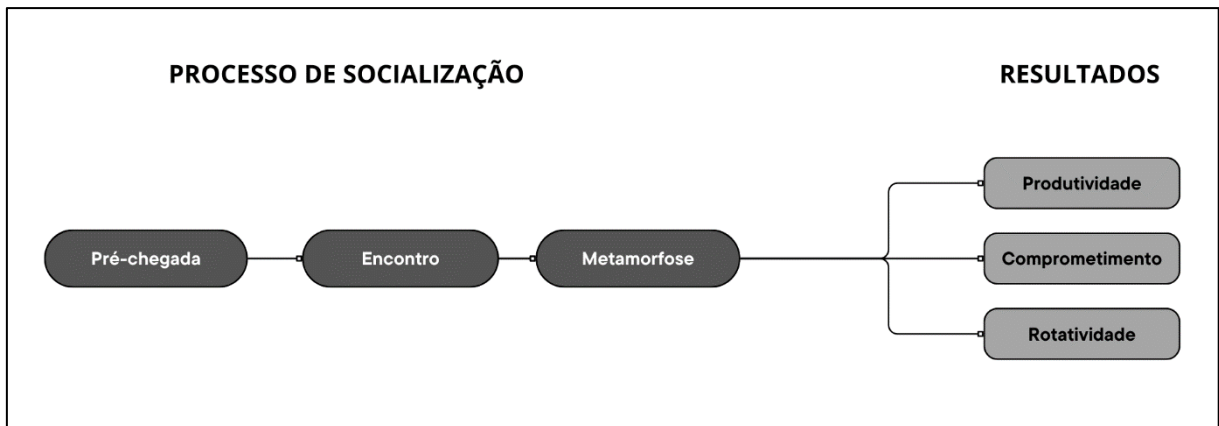 PROCESSO DE SOCIALIZAÇÃO
RESULTADOS
Pré-chegada
Encontro
Metamorfose
Produtividade
Comprometimento
Rotatividade